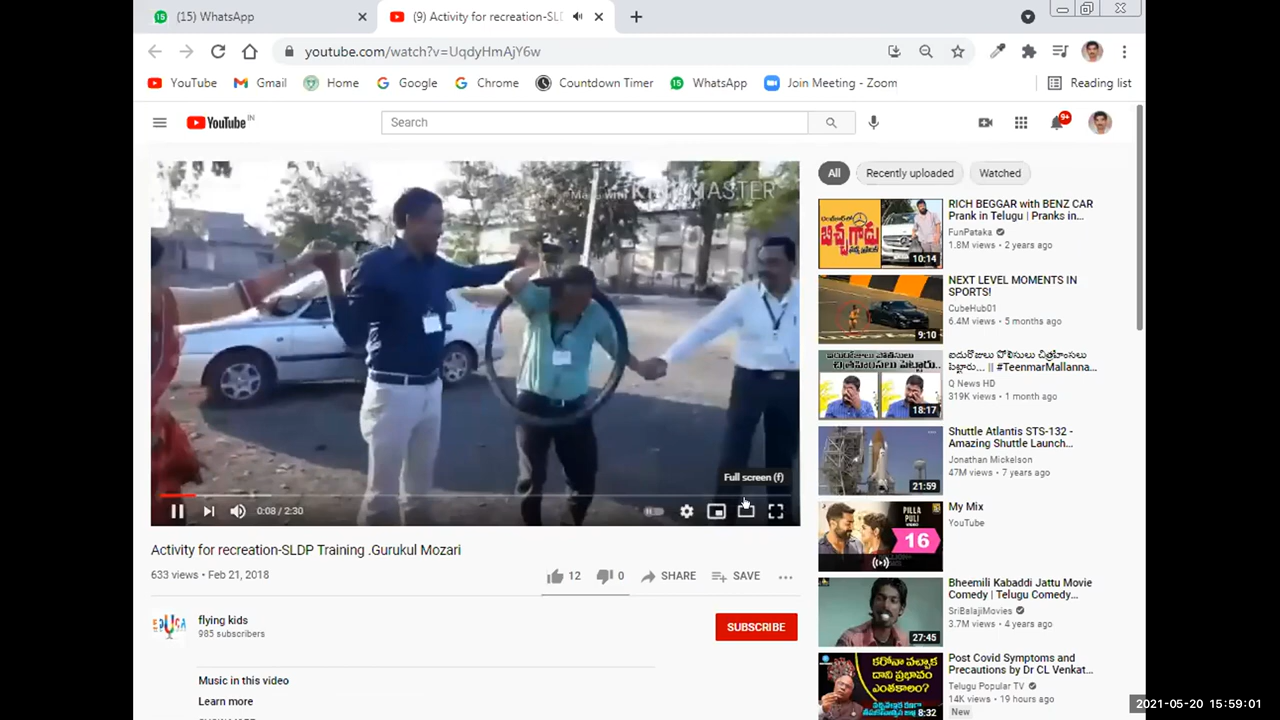 (15) WhatsApp
(9) Activity for recreation-SL
youtube.com/watch?v=UqdyHmAjY6w
YouTube
Gmail
Home
Google
Chrome
Countdown Timer
WhatsApp
Join Meeting - Zoom
Reading list
YouTube IN
Search
9+
KINEMASTER
Full screen (f)
0:08 / 2:30
Activity for recreation-SLDP Training .Gurukul Mozari
633 views • Feb 21, 2018
12
0
SHARE
SAVE
flying kids
985 subscribers
SUBSCRIBE
Music in this video
Learn more
All
Recently uploaded
Watched
10:14
RICH BEGGAR with BENZ CAR
Prank in Telugu | Pranks in...
FunPataka
1.8M views • 2 years ago
9:10
NEXT LEVEL MOMENTS IN
SPORTS!
CubeHub01
6.4M views • 5 months ago
18:17
పెట్టారు... || #TeenmarMallanna...
Q News HD
319K views • 1 month ago
21:59
Shuttle Atlantis STS-132 -
Amazing Shuttle Launch...
Jonathan Mickelson
47M views • 7 years ago
PILLA
PULI
16
My Mix
YouTube
27:45
Bheemili Kabaddi Jattu Movie
Comedy | Telugu Comedy...
SriBalajiMovies
3.7M views • 4 years ago
కరోనా వచ్చాక
దాని ప్రభావం
ఎంతకాలం?
8:32
Post Covid Symptoms and
Precautions by Dr CL Venkat...
Telugu Popular TV
14K views • 19 hours ago
New
2021-05-20 15:59:01